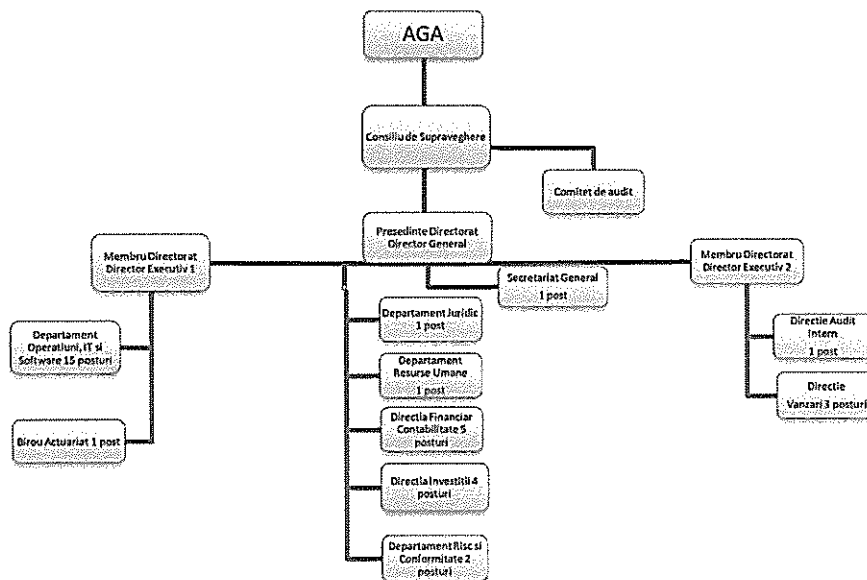 AGA
Consiliu de Supraveghere
Comitet de audit
Presedinte Directorat
Director General
Membru Directorat
Director Executiv 1
Membru Directorat
Director Executiv 2
Secretariat General
1 post
Departament Juridic
1 post
Departament
Resurse Umane
1 post
Directia Financiar
Contabilitate 5
posturi
Directia Investitii 4
posturi
Departament Risc si
Conformitate 2
posturi
Departament
Operatiuni, IT si
Software 15 posturi
Birou Actuariat 1 post
Directie Audit
Intern
1 post
Directie
Vanzari 3 posturi